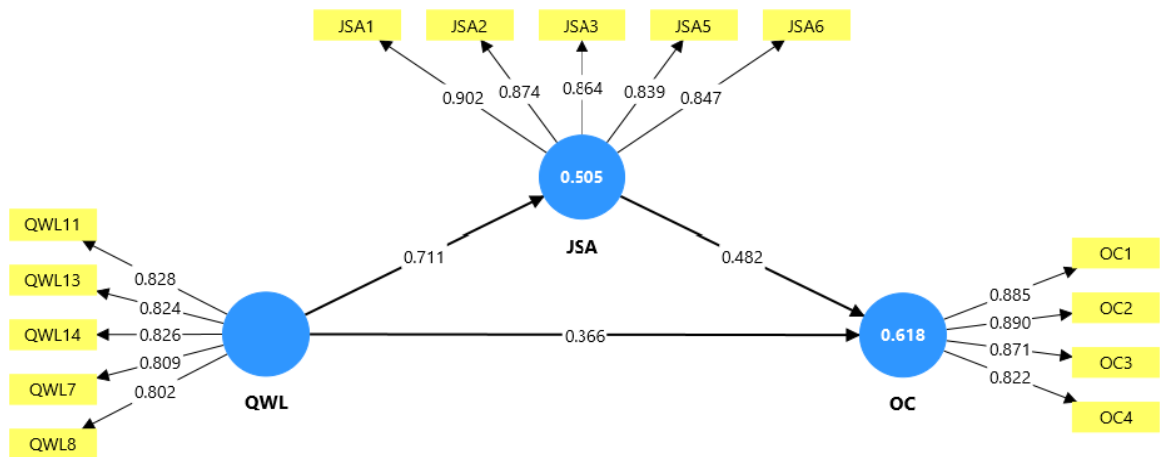 JSA1 JSA2 JSA3 JSA5 JSA6
0.902 0.874 0.864 0.839 0.847
0.505
JSA
QWL11
QWL13
QWL14
QWL7
QWL8
0.828
0.824
0.826
0.809
0.802
QWL
0.711
0.482
0.366
0.618
OC
0.885
0.890
0.871
0.822
OC1
OC2
OC3
OC4